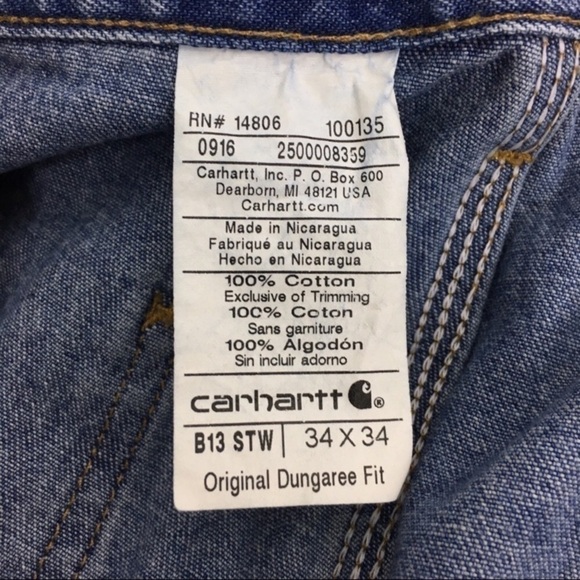 RN# 14806 100135
0916 2500008359
Carhartt, Inc. P. O. Box 600
Dearborn, MI 48121 USA
Carhartt.com
Made in Nicaragua
Fabriqué au Nicaragua
Hecho en Nicaragua
100% Cotton
Exclusive of Trimming
100% Coton
Sans garniture
100% Algodón
Sin incluir adorno
carhartt ®
B13 STW 34 X 34
Original Dungaree Fit